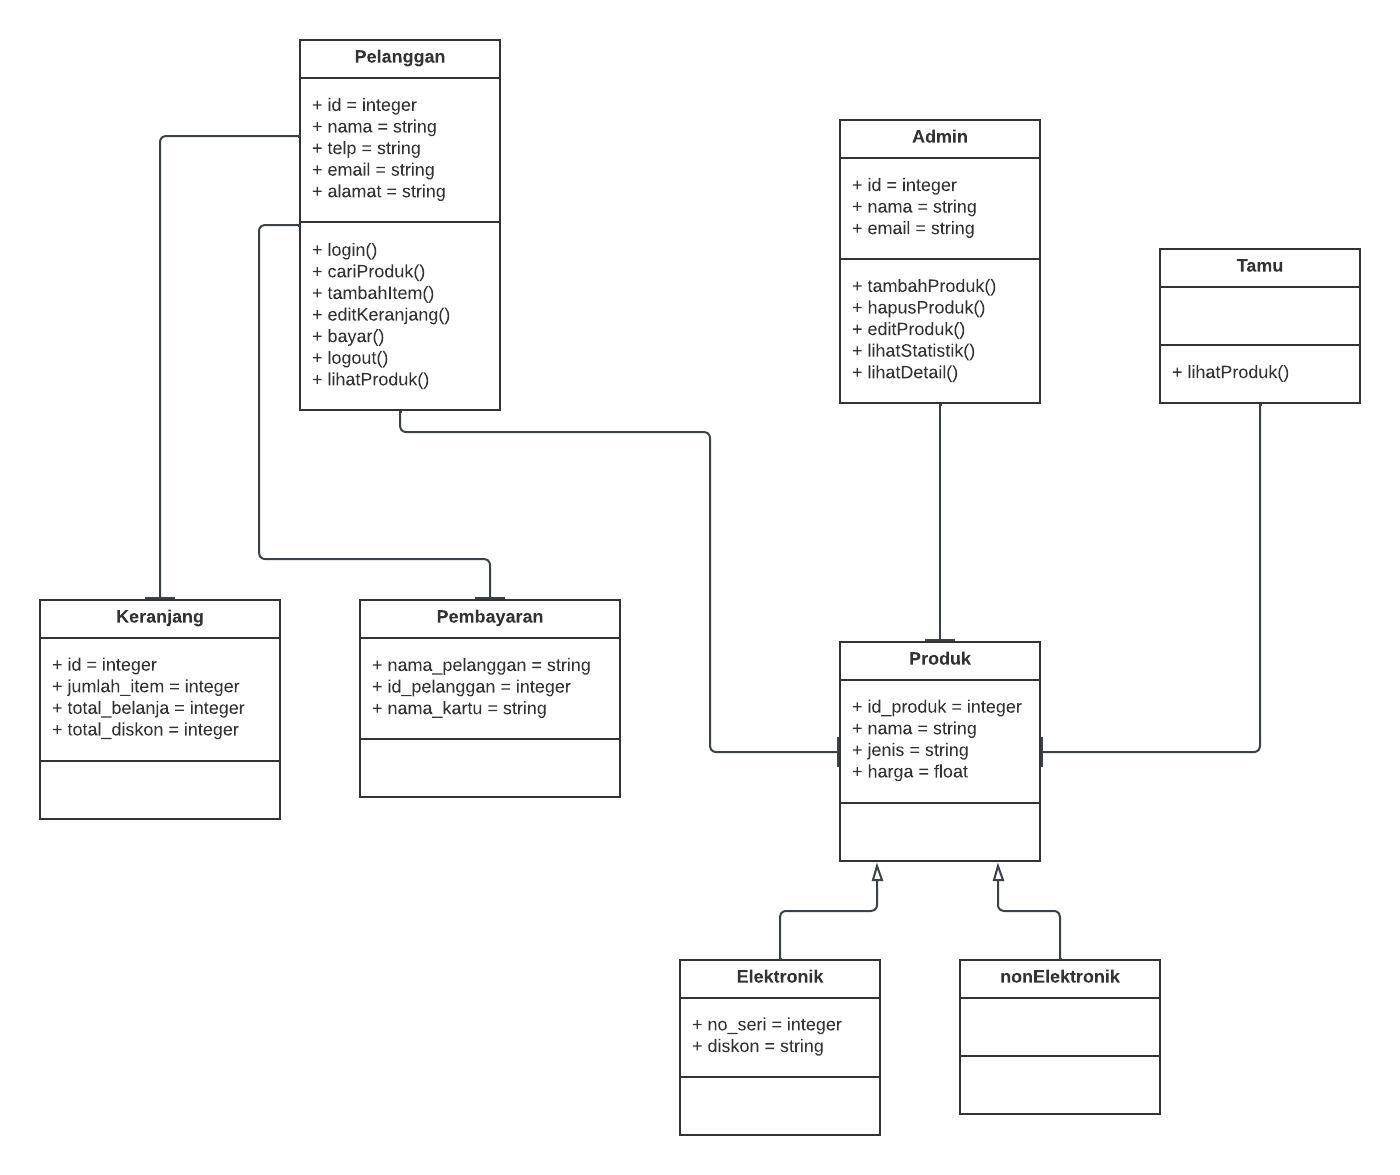 Pelanggan
+ id = integer
+ nama = string
+ telp = string
+ email = string
+ alamat = string
+ login()
+ cariProduk()
+ tambahItem()
+ editKeranjang()
+ bayar()
+ logout()
+ lihatProduk()
Admin
+ id = integer
+ nama = string
+ email = string
+ tambahProduk()
+ hapusProduk()
+ editProduk()
+ lihatStatistik()
+ lihatDetail()
Tamu
+ lihatProduk()
Keranjang
+ id = integer
+ jumlah_item = integer
+ total_belanja = integer
+ total_diskon = integer
Pembayaran
+ nama_pelanggan = string
+ id_pelanggan = integer
+ nama_kartu = string
Produk
+ id_produk = integer
+ nama = string
+ jenis = string
+ harga = float
Elektronik
+ no_seri = integer
+ diskon = string
nonElektronik